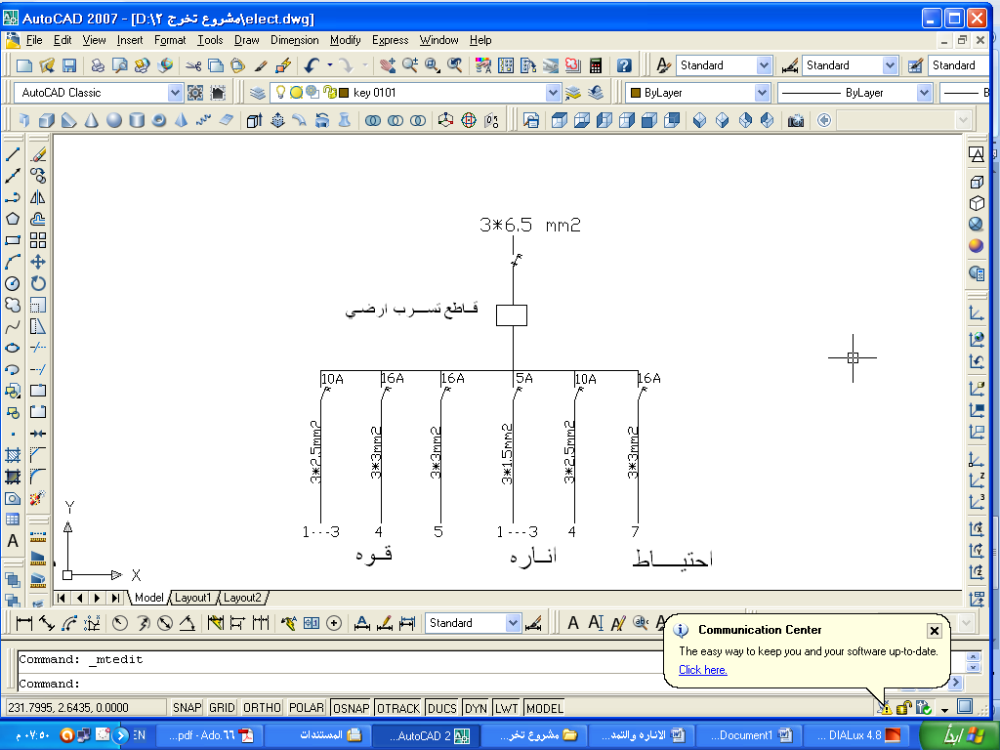 AutoCAD 2007 - [D:\مشروع تخرج ٢\elect.dwg]
File Edit View Insert Format Tools Draw Dimension Modify Express Window Help
Standard Standard Standard
AutoCAD Classic key 0101 ByLayer ByLayer
3*6.5 mm2
قاطع تسرب ارضي
10A 16A 16A 5A 10A 16A
3*2.5mm2 3*3mm2 3*3mm2 3*1.5mm2 3*2.5mm2 3*3mm2
1---3 4 5 1---3 4 7
قوه اناره احتياط
Y
X
Model Layout1 Layout2
Standard
Communication Center
The easy way to keep you and your software up-to-date.
Click here.
Command: _mtedit
Command:
231.7995, 2.6435, 0.0000 SNAP GRID ORTHO POLAR OSNAP OTRACK DUCS DYN LWT MODEL
٠٧:٥٠ م EN ...pdf - Ado.٦٦ المستندات ...AutoCAD 2 ...مشروع تخر ...الاناره والتمد ...Document1 ...DIALux 4.8 ابدأ